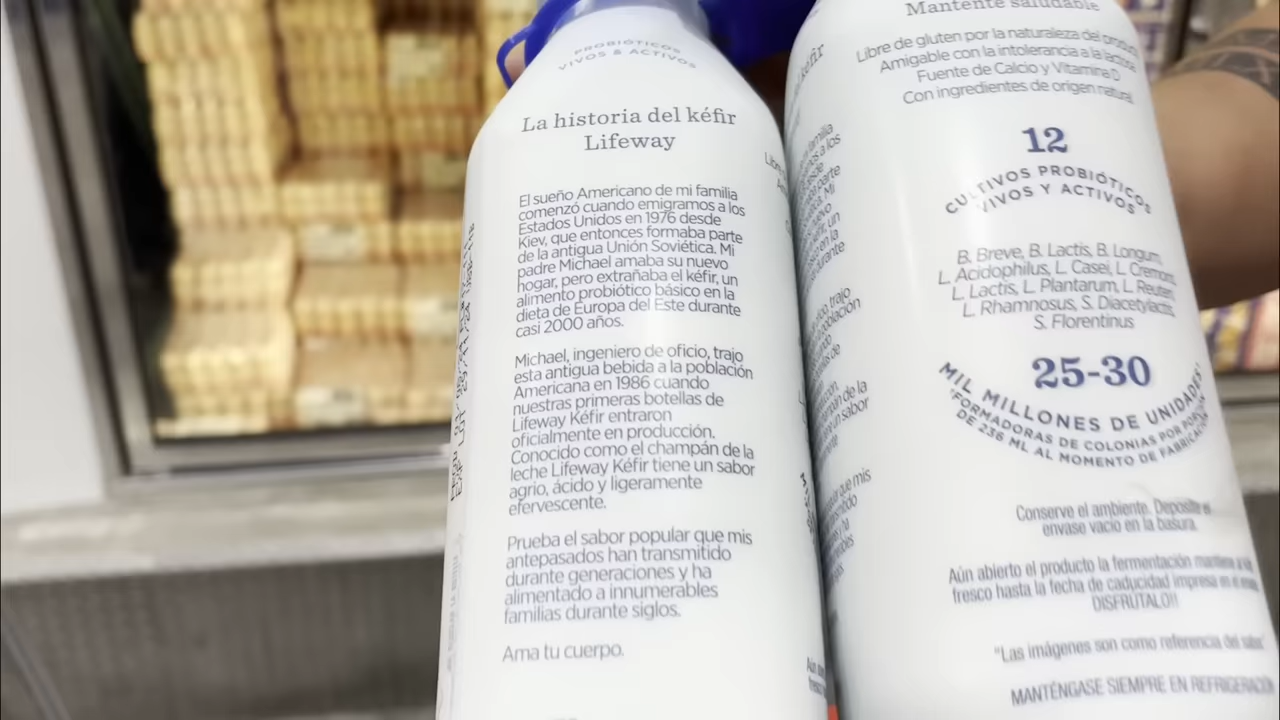 PROBIÓTICOS
VIVOS & ACTIVOS
La historia del kéfir
Lifeway
El sueño Americano de mi familia
comenzó cuando emigramos a los
Estados Unidos en 1976 desde
Kiev, que entonces formaba parte
de la antigua Unión Soviética. Mi
padre Michael amaba su nuevo
hogar, pero extrañaba el kéfir, un
alimento probiótico básico en la
dieta de Europa del Este durante
casi 2000 años.
Michael, ingeniero de oficio, trajo
esta antigua bebida a la población
Americana en 1986 cuando
nuestras primeras botellas de
Lifeway Kéfir entraron
oficialmente en producción.
Conocido como el champán de la
leche Lifeway Kéfir tiene un sabor
agrio, ácido y ligeramente
efervescente.
Prueba el sabor popular que mis
antepasados han transmitido
durante generaciones y ha
alimentado a innumerables
familias durante siglos.
Ama tu cuerpo.
Mantente saludable
Libre de gluten por la naturaleza del producto
Amigable con la intolerancia a la lactosa
Fuente de Calcio y Vitamina D
Con ingredientes de origen natural
12
CULTIVOS PROBIÓTICOS
VIVOS Y ACTIVOS
B. Breve, B. Lactis, B. Longum,
L. Acidophilus, L. Casei, L. Cremoris,
L. Lactis, L. Plantarum, L. Reuteri,
L. Rhamnosus, S. Diacetylactis,
S. Florentinus
25-30
MIL MILLONES DE UNIDADES
FORMADORAS DE COLONIAS POR PORCIÓN
DE 236 ML AL MOMENTO DE FABRICACIÓN
Conserve el ambiente. Deposite el
envase vacío en la basura.
Aún abierto el producto la fermentación mantiene el kéfir
fresco hasta la fecha de caducidad impresa en el envase
DISFRUTALO!!
"Las imágenes son como referencia del sabor"
MANTÉNGASE SIEMPRE EN REFRIGERACIÓN